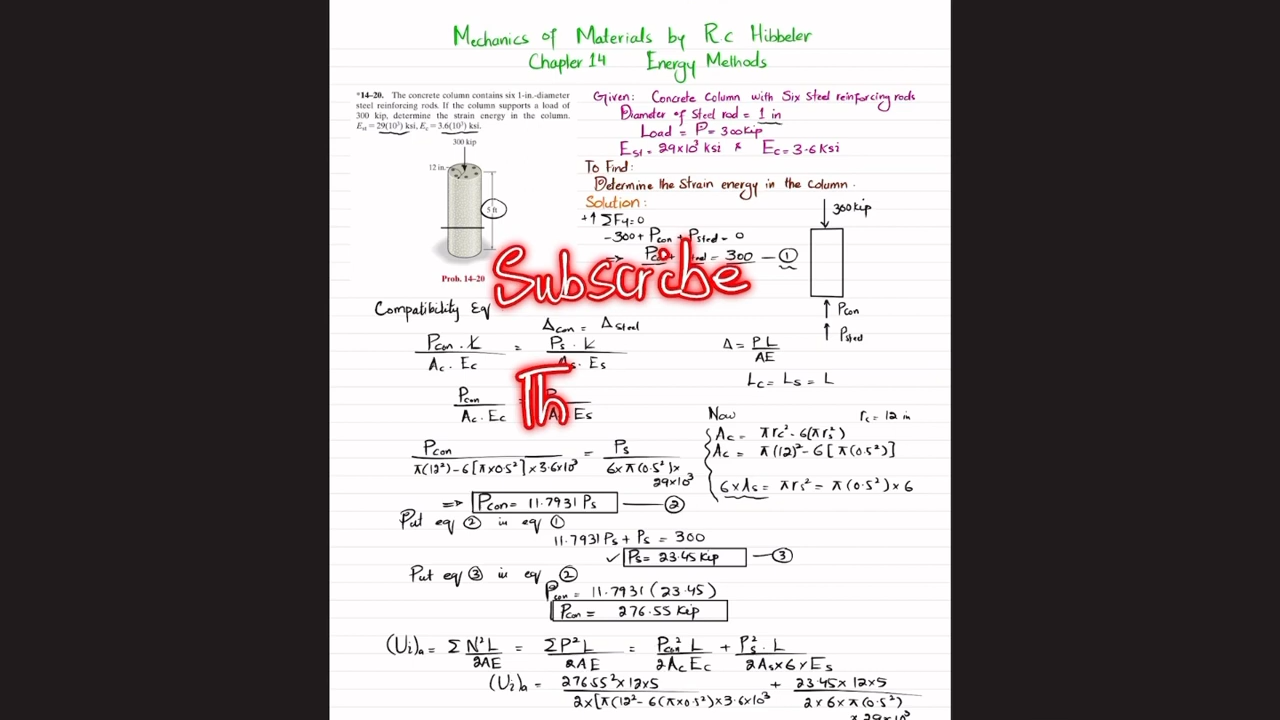 Mechanics of Materials by R.C Hibbeler
Chapter 14 Energy Methods
*14–20. The concrete column contains six 1-in.-diameter
steel reinforcing rods. If the column supports a load of
300 kip, determine the strain energy in the column.
E_st = 29(10³) ksi, E_c = 3.6(10³) ksi.
300 kip
12 in.
5 ft
Prob. 14–20
Given: Concrete Column with Six Steel reinforcing rods
Diameter of Steel rod = 1 in
Load = P = 300 kip
Est = 29×10³ ksi & Ec = 3.6 Ksi
To Find:
Determine the Strain energy in the Column.
Solution:
+↑ ΣFy=0
-300 + Pcon + Psteel = 0
= 300 — ①
300kip
Pcon
Psteel
Subscribe
Th
Compatibility Eq
Δcon = Δsteel
Pcon . L / Ac . Ec = Ps . L / As . Es
Δ = PL / AE
Lc = Ls = L
Pcon / Ac . Ec = Es
Now rc = 12 in
Ac = πrc² - 6(πrs²)
Ac = π(12)² - 6[π(0.5²)]
6×As = πrs² = π(0.5²)×6
Pcon / π(12²)-6[π×0.5²]×3.6×10³ = Ps / 6×π(0.5²)×29×10³
=> Pcon = 11.7931 Ps — ②
Put eq ② in eq ①
11.7931 Ps + Ps = 300
✓ Ps = 23.45 Kip — ③
Put eq ③ in eq ②
Pcon = 11.7931 (23.45)
Pcon = 276.55 Kip
(Ui)a = Σ N²L / 2AE = ΣP²L / 2AE = Pcon² L / 2AcEc + Ps² . L / 2As×6×Es
(Ui)a = 276.55²×12×5 / 2×[π(12²-6(π×0.5²)×3.6×10³ + 23.45×12×5 / 2×6×π(0.5²)
×29×10³